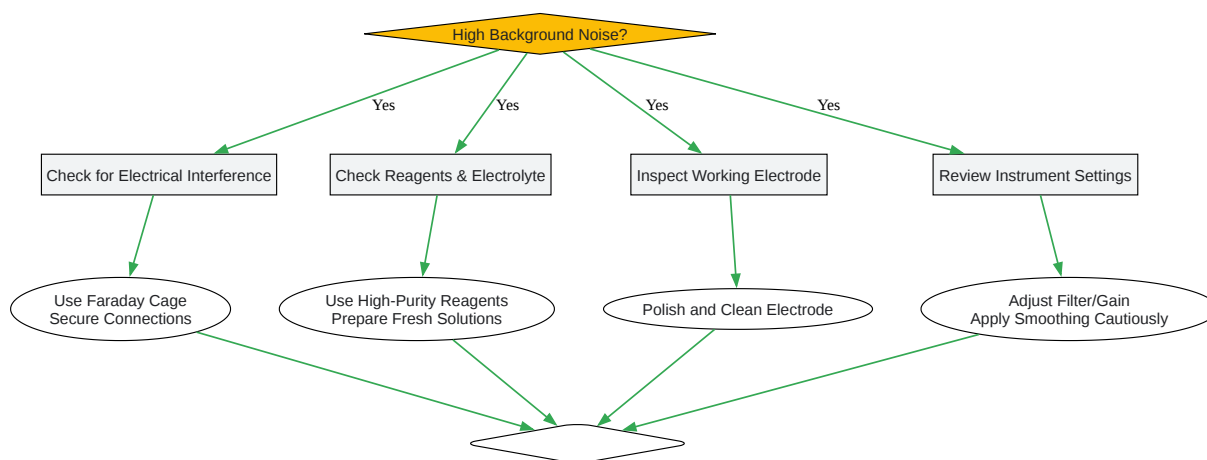 High Background Noise?
Yes
Yes
Yes
Yes
Check for Electrical Interference
Check Reagents & Electrolyte
Inspect Working Electrode
Review Instrument Settings
Use Faraday Cage
Secure Connections
Use High-Purity Reagents
Prepare Fresh Solutions
Polish and Clean Electrode
Adjust Filter/Gain
Apply Smoothing Cautiously